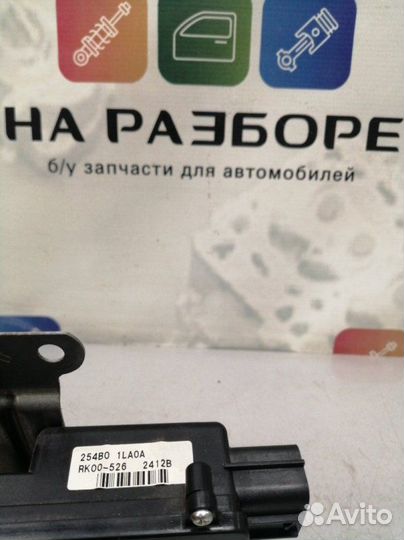 НА РАЗБОРЕ
б/у запчасти для автомобилей
254B0 1LA0A
RK00-526 2412B
Avito